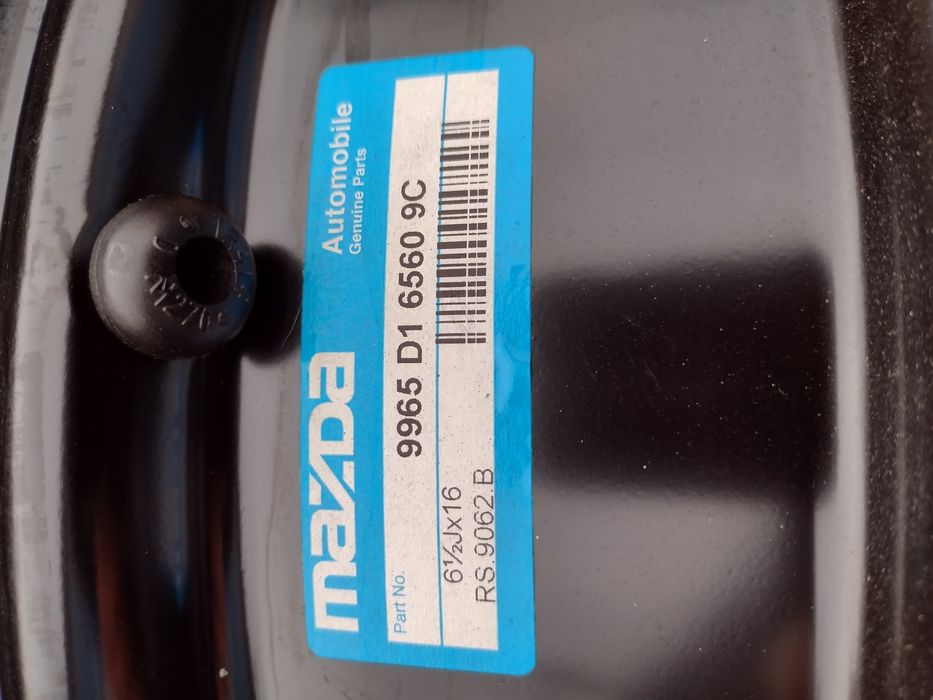 mazda
Automobile
Genuine Parts
Part No.
9965 D1 6560 9C
6½Jx16
RS.9062.B